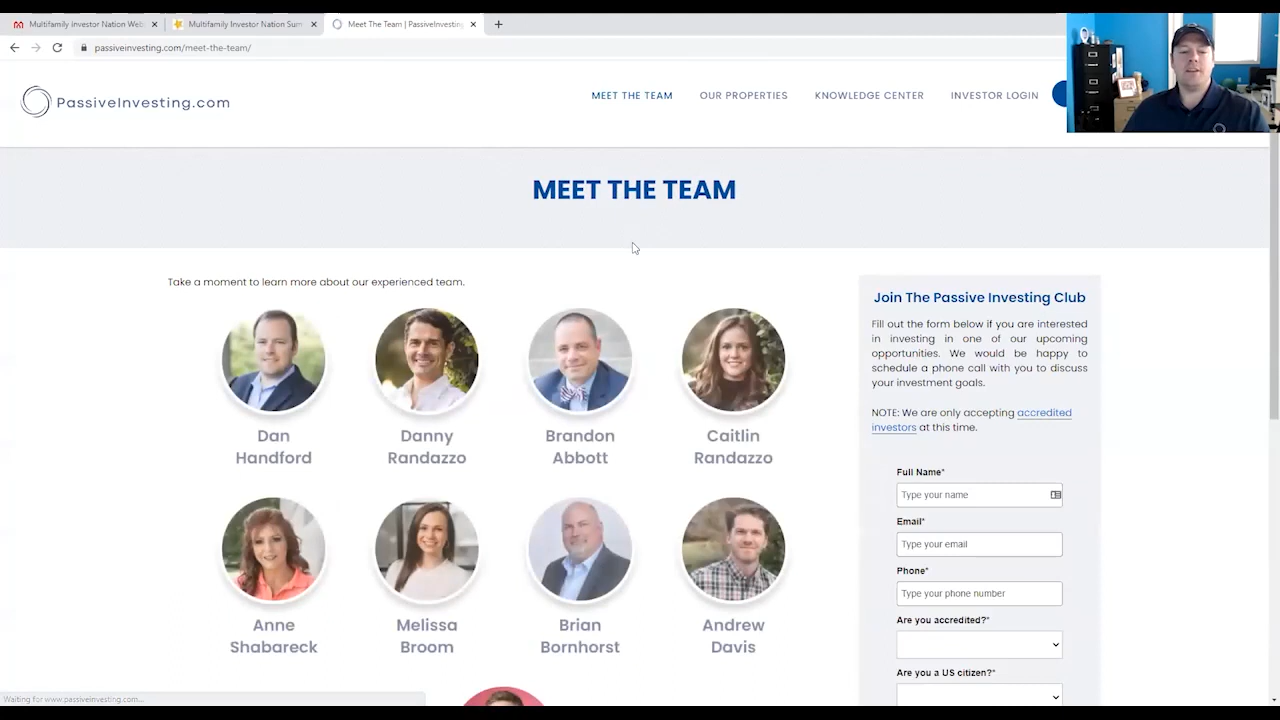 Multifamily Investor Nation Web
Multifamily Investor Nation Sum
Meet The Team | PassiveInvesting
passiveinvesting.com/meet-the-team/
PassiveInvesting.com
MEET THE TEAM
OUR PROPERTIES
KNOWLEDGE CENTER
INVESTOR LOGIN
MEET THE TEAM
Take a moment to learn more about our experienced team.
Dan
Handford
Danny
Randazzo
Brandon
Abbott
Caitlin
Randazzo
Anne
Shabareck
Melissa
Broom
Brian
Bornhorst
Andrew
Davis
Join The Passive Investing Club
Fill out the form below if you are interested
in investing in one of our upcoming
opportunities. We would be happy to
schedule a phone call with you to discuss
your investment goals.
NOTE: We are only accepting accredited
investors at this time.
Full Name*
Type your name
Email*
Type your email
Phone*
Type your phone number
Are you accredited?*
Are you a US citizen?*
Waiting for www.passiveinvesting.com...